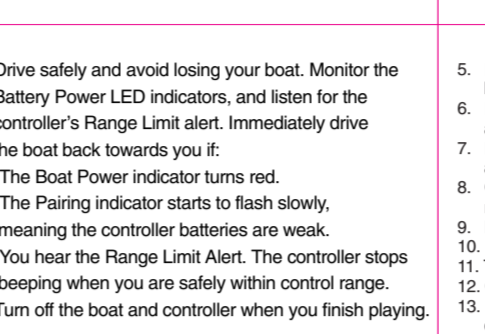 Drive safely and avoid losing your boat. Monitor the
Battery Power LED indicators, and listen for the
controller's Range Limit alert. Immediately drive
the boat back towards you if:
The Boat Power indicator turns red.
The Pairing indicator starts to flash slowly,
meaning the controller batteries are weak.
You hear the Range Limit Alert. The controller stops
beeping when you are safely within control range.
Turn off the boat and controller when you finish playing.
5.
6.
7.
8.
9.
10.
11.
12.
13.